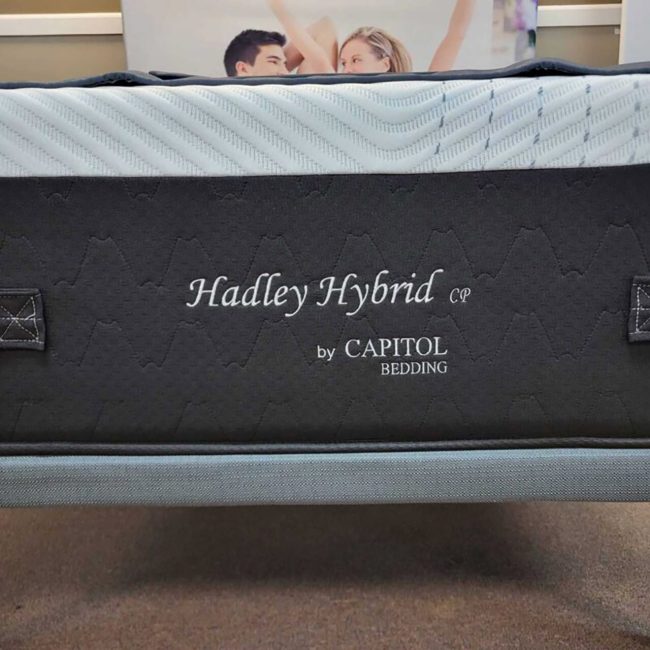 Hadley Hybrid CP
by CAPITOL
BEDDING